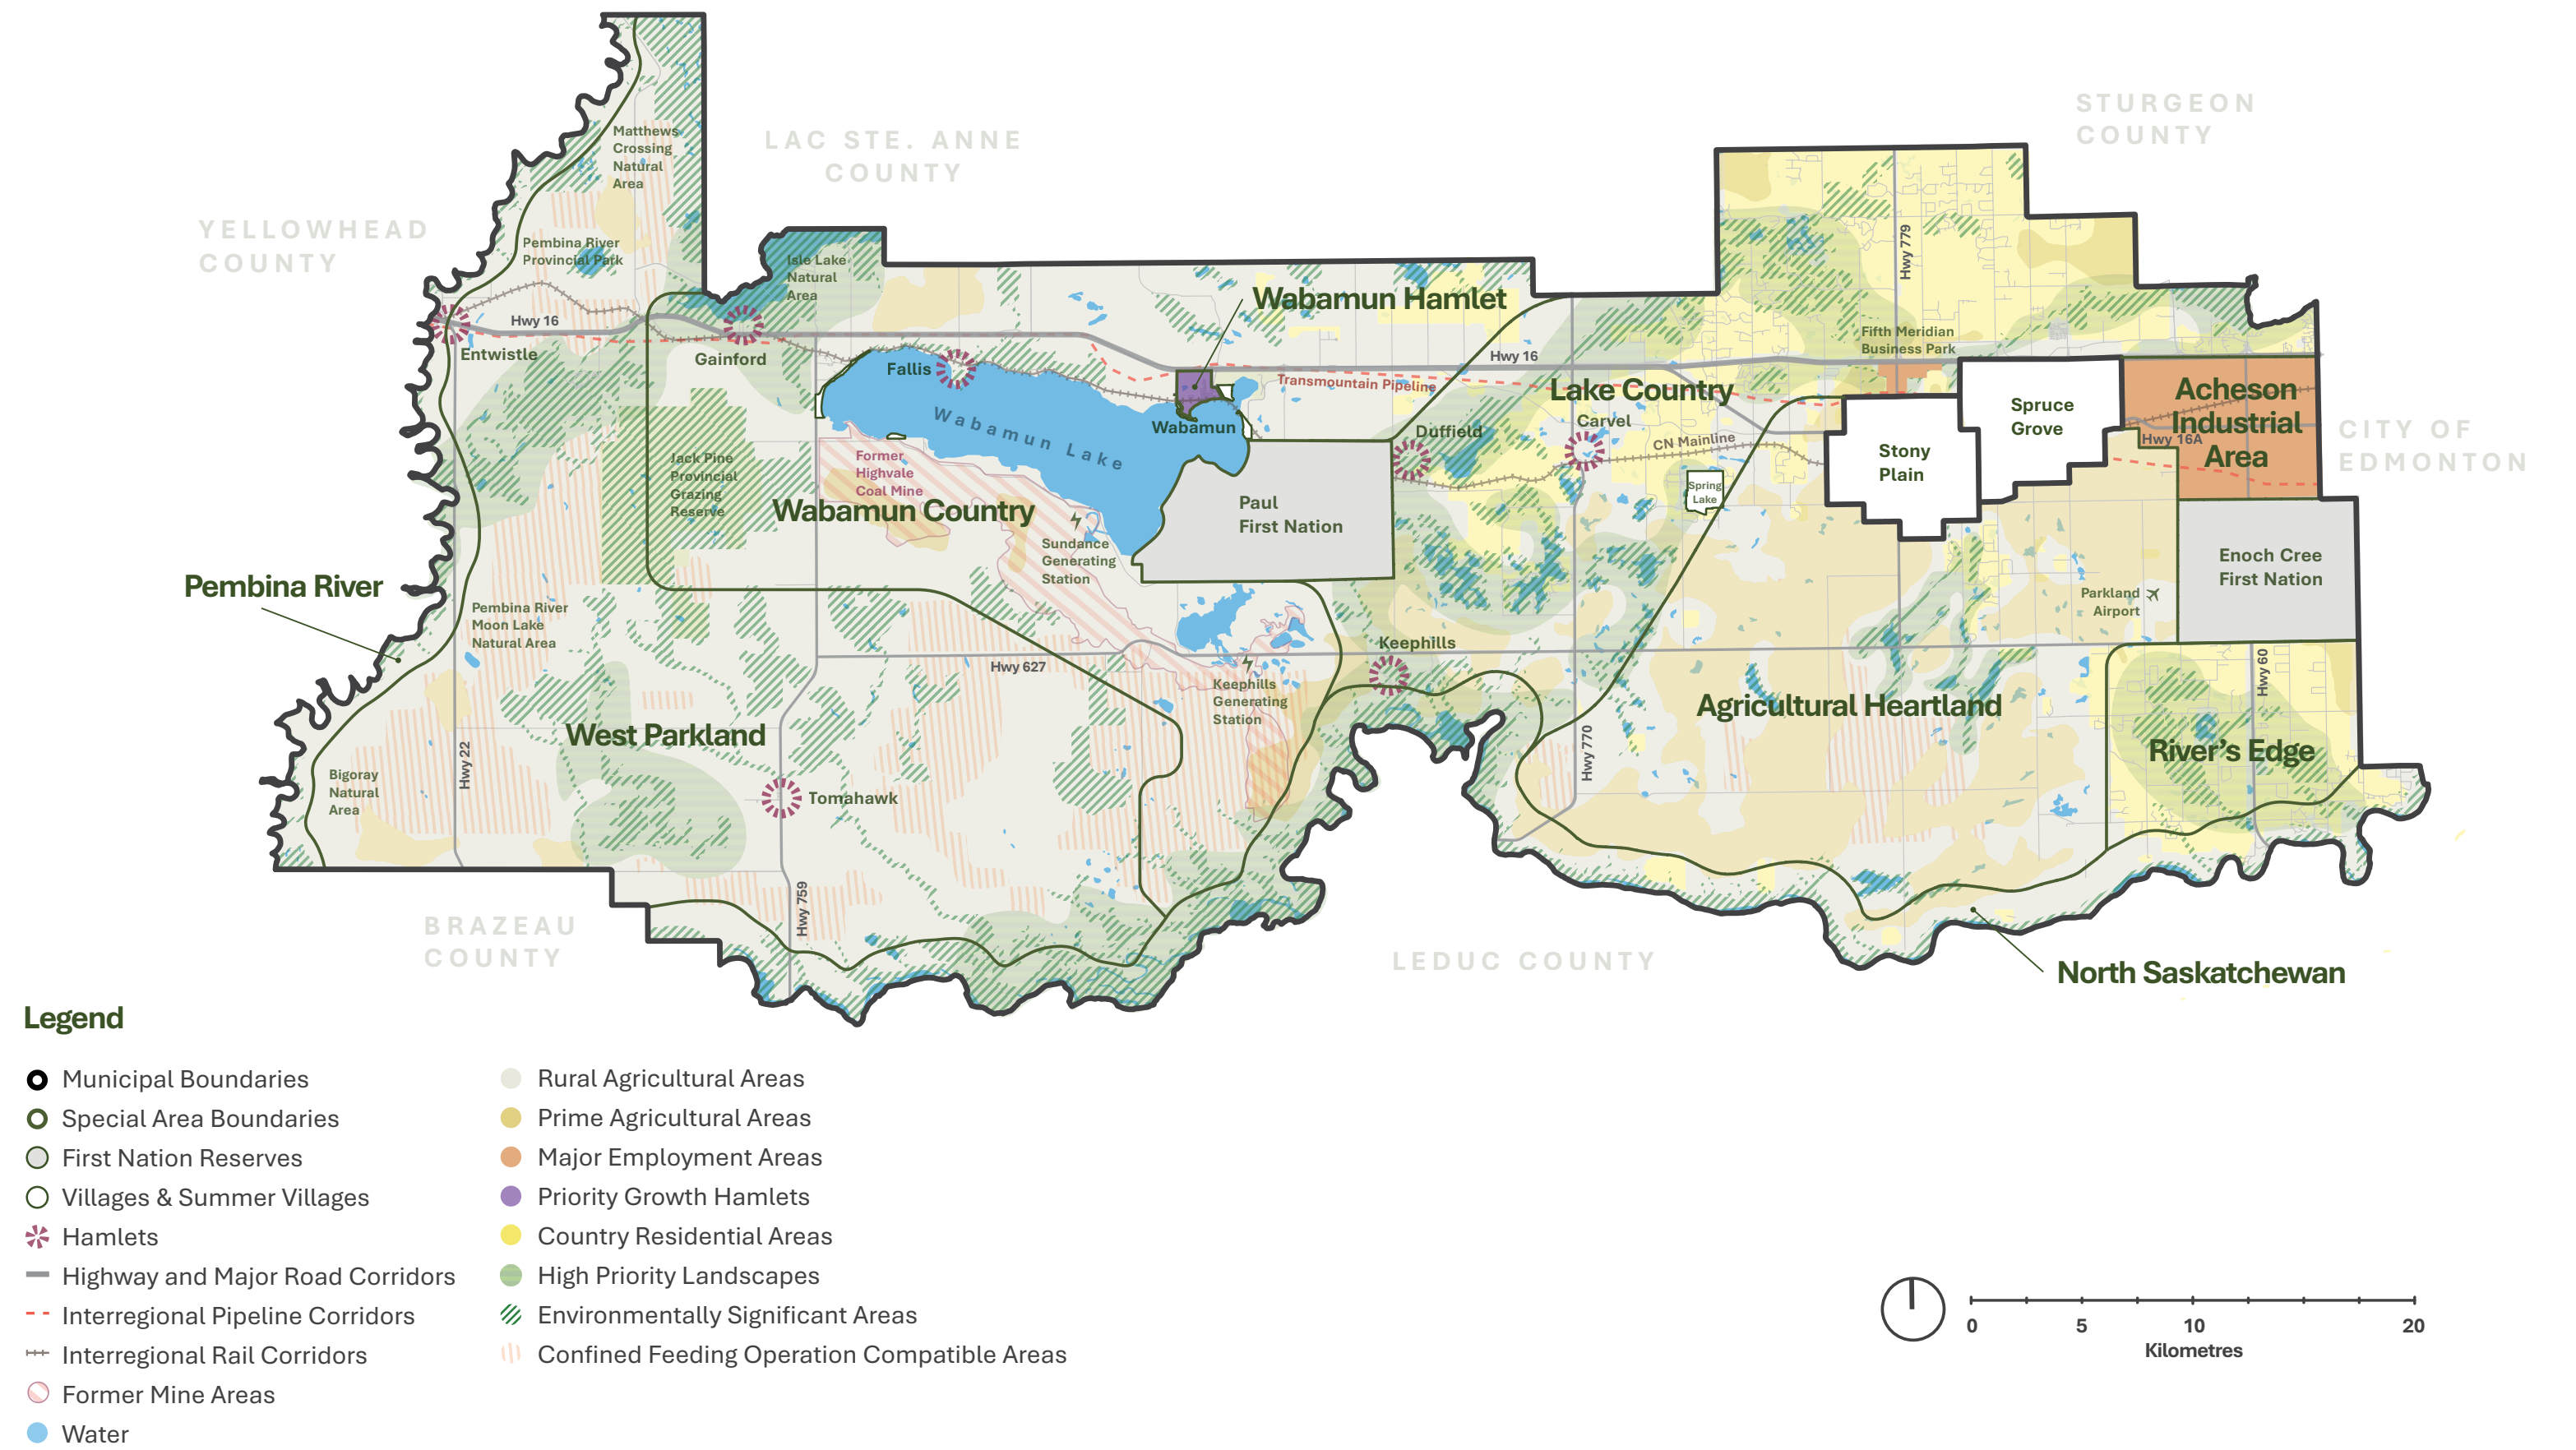 STURGEON
COUNTY
LAC STE. ANNE
COUNTY
Matthews
Crossing
Natural
Area
YELLOWHEAD
COUNTY
Pembina River
Provincial Park
Isle Lake
Natural
Area
Hwy 779
Wabamun Hamlet
Hwy 16
Entwistle
Gainford
Fallis
Hwy 16
Transmountain Pipeline
Fifth Meridian
Business Park
Lake Country
Carvel
Duffield
CN Mainline
Wabamun
Wabamun Lake
Spruce
Grove
Stony
Plain
Acheson
Industrial
Area
Hwy 16A
CITY OF
EDMONTON
Jack Pine
Provincial
Grazing
Reserve
Former
Highvale
Coal Mine
Wabamun Country
Sundance
Generating
Station
Paul
First Nation
Spring
Lake
Enoch Cree
First Nation
Parkland
Airport
Pembina River
Pembina River
Moon Lake
Natural Area
Keephills
Hwy 627
Keephills
Generating
Station
Hwy 60
West Parkland
Agricultural Heartland
River's Edge
Hwy 22
Hwy 770
Bigoray
Natural
Area
Tomahawk
Hwy 759
BRAZEAU
COUNTY
LEDUC COUNTY
North Saskatchewan
Legend
Municipal Boundaries
Special Area Boundaries
First Nation Reserves
Villages & Summer Villages
Hamlets
Highway and Major Road Corridors
Interregional Pipeline Corridors
Interregional Rail Corridors
Former Mine Areas
Water
Rural Agricultural Areas
Prime Agricultural Areas
Major Employment Areas
Priority Growth Hamlets
Country Residential Areas
High Priority Landscapes
Environmentally Significant Areas
Confined Feeding Operation Compatible Areas
0 5 10 20
Kilometres